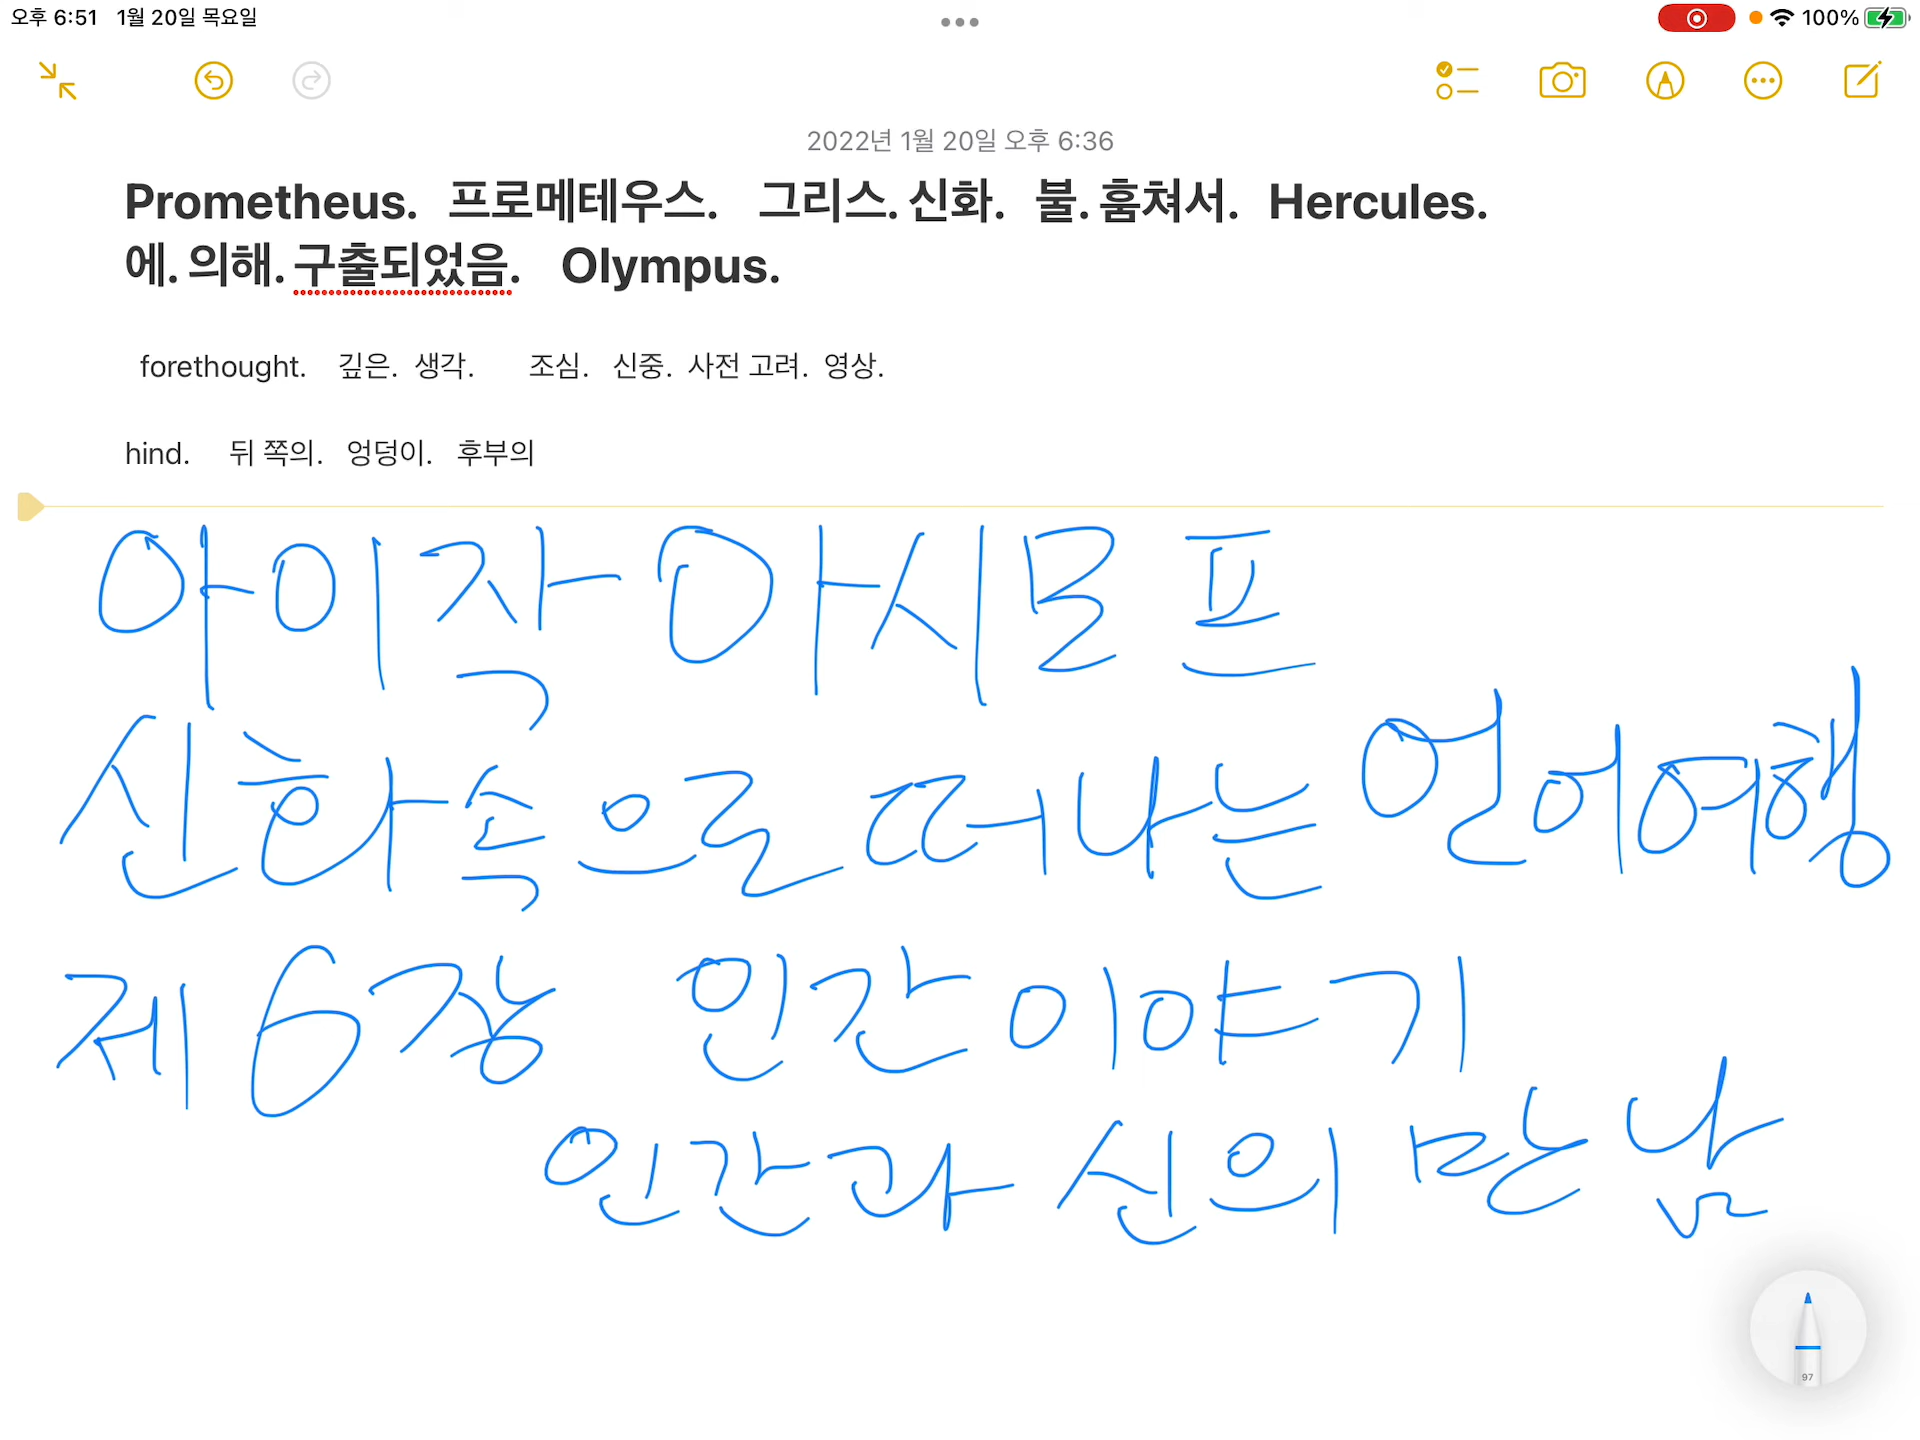 오후 6:51 1월 20일 목요일 100%
2022년 1월 20일 오후 6:36
Prometheus. 프로메테우스. 그리스. 신화. 불. 훔쳐서. Hercules.
에. 의해. 구출되었음. Olympus.
forethought. 깊은. 생각. 조심. 신중. 사전 고려. 영상.
hind. 뒤 쪽의. 엉덩이. 후부의
아이작 아시모프
신화속으로 떠나는 언어여행
제6장 인간이야기
인간과 신의 만남
97